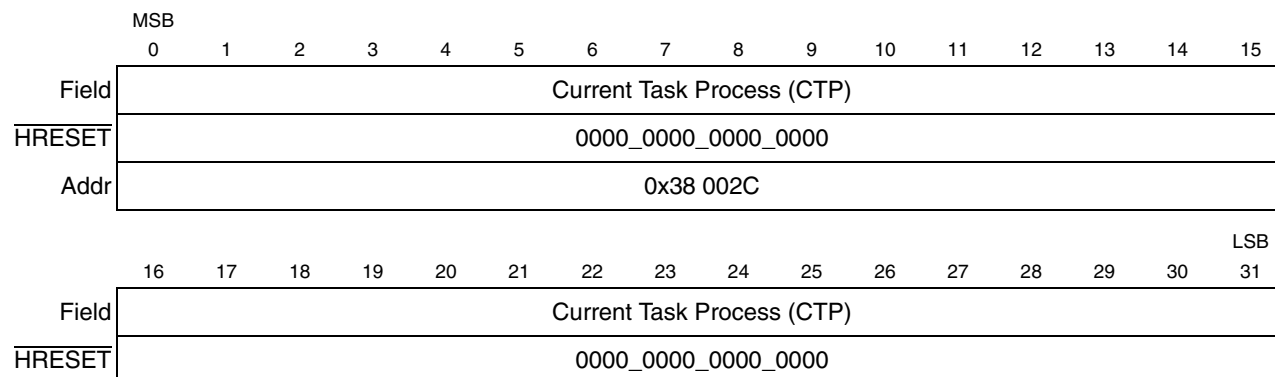 MSB
0 1 2 3 4 5 6 7 8 9 10 11 12 13 14 15
Field Current Task Process (CTP)
HRESET 0000_0000_0000_0000
Addr 0x38 002C
LSB
16 17 18 19 20 21 22 23 24 25 26 27 28 29 30 31
Field Current Task Process (CTP)
HRESET 0000_0000_0000_0000